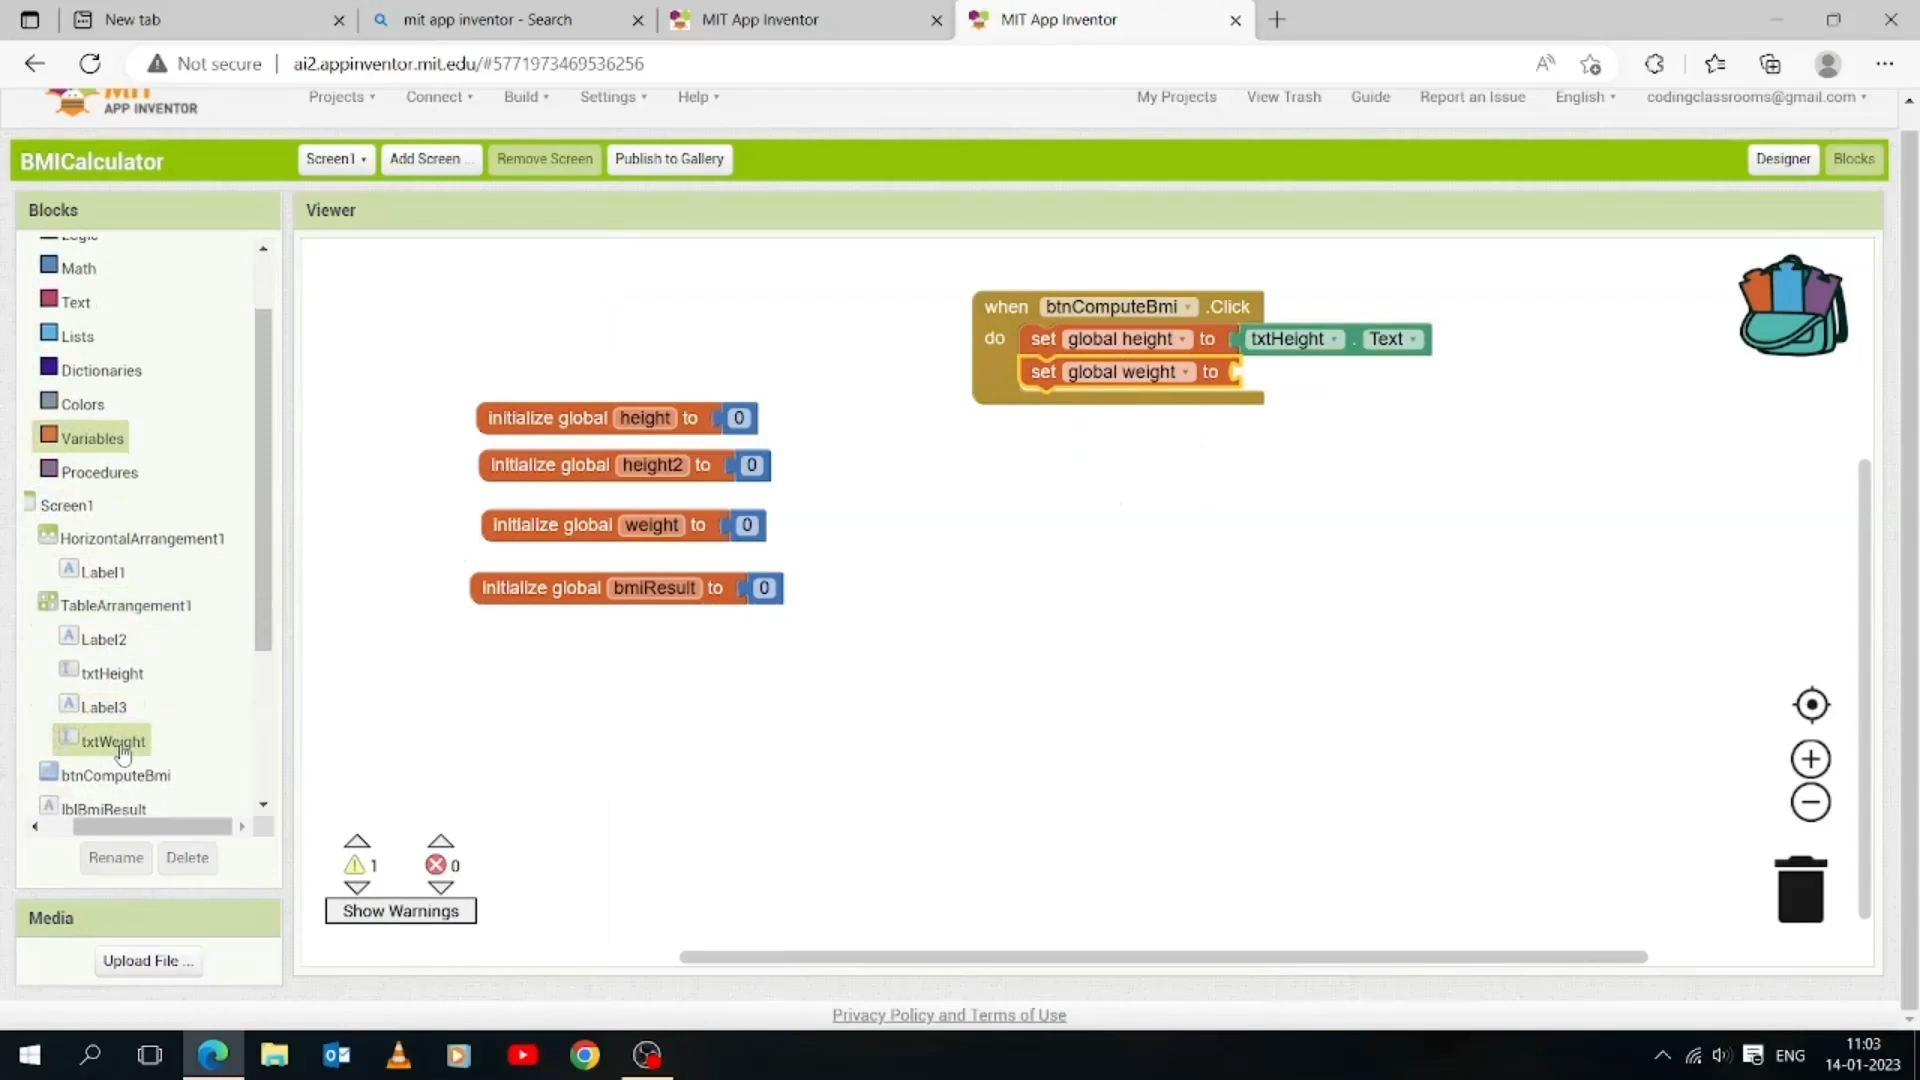 New tab
mit app inventor - Search
MIT App Inventor
MIT App Inventor
Not secure
ai2.appinventor.mit.edu/#5771973469536256
MIT
APP INVENTOR
Projects
Connect
Build
Settings
Help
My Projects
View Trash
Guide
Report an Issue
English
codingclassrooms@gmail.com
BMICalculator
Screen1
Add Screen ...
Remove Screen
Publish to Gallery
Designer
Blocks
Blocks
Viewer
Logic
Math
Text
Lists
Dictionaries
Colors
Variables
Procedures
Screen1
HorizontalArrangement1
Label1
TableArrangement1
Label2
txtHeight
Label3
txtWeight
btnComputeBmi
lblBmiResult
Rename
Delete
Media
Upload File ...
when btnComputeBmi .Click
do set global height to txtHeight . Text
set global weight to
initialize global height to 0
initialize global height2 to 0
initialize global weight to 0
initialize global bmiResult to 0
1
0
Show Warnings
Privacy Policy and Terms of Use
ENG
11:03
14-01-2023